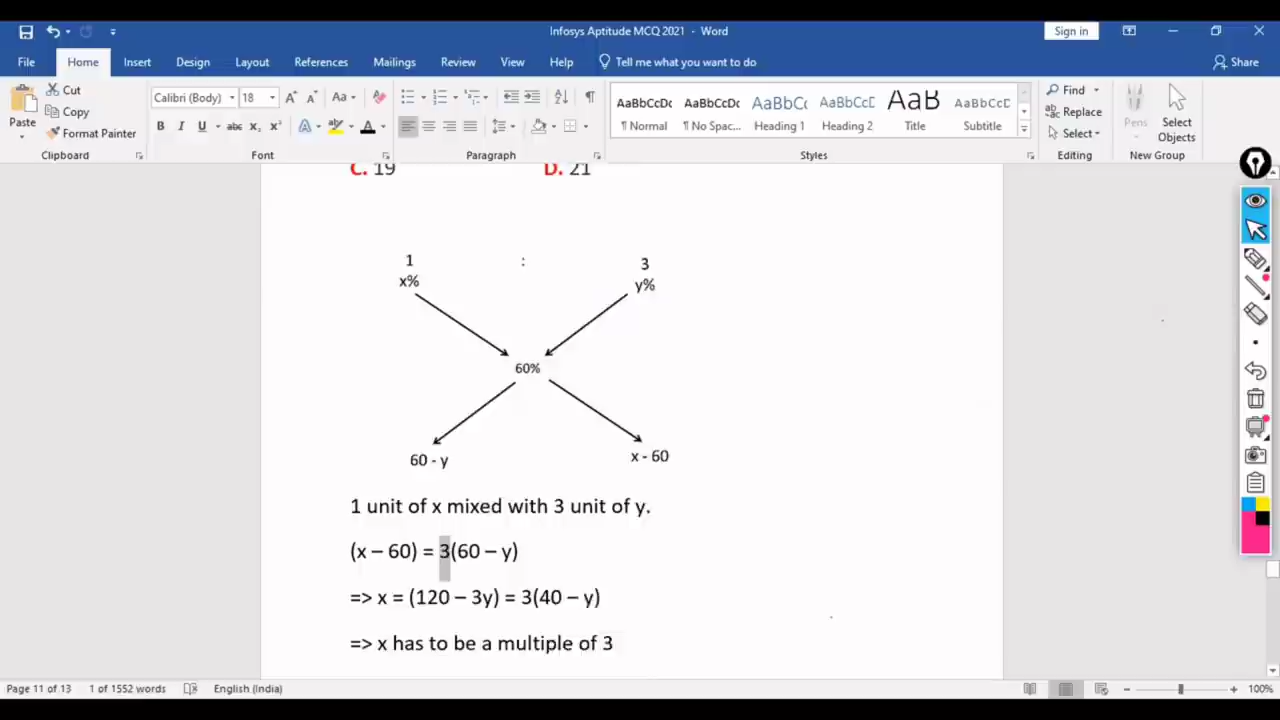 Infosys Aptitude MCQ 2021 - Word
Sign in
File Home Insert Design Layout References Mailings Review View Help Tell me what you want to do Share
Paste
Cut
Copy
Format Painter
Clipboard
Calibri (Body) 18
Font
Paragraph
AaBbCcDc AaBbCcDc AaBbCc AaBbCcD AaB AaBbCcD
¶ Normal ¶ No Spac... Heading 1 Heading 2 Title Subtitle
Styles
Find
Replace
Select
Editing
Pens
Select Objects
New Group
C. 19 D. 21
1 : 3
x% y%
60%
60 - y x - 60
1 unit of x mixed with 3 unit of y.
(x – 60) = 3(60 – y)
=> x = (120 – 3y) = 3(40 – y)
=> x has to be a multiple of 3
Page 11 of 13 1 of 1552 words English (India) 100%